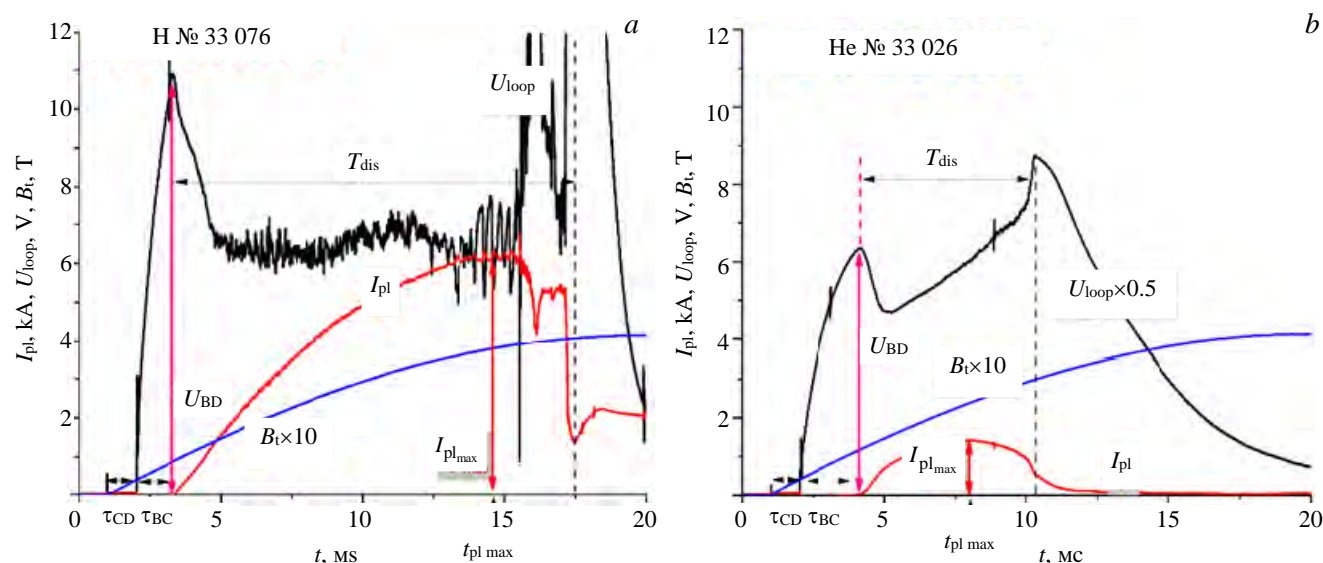 a
H № 33 076
12
10
8
6
4
2
I_pl, kA, U_loop, V, B_t, T
U_loop
T_dis
I_pl
U_BD
B_t×10
I_pl_max
0
τ_CD τ_BC
5
10
15
20
t_pl max
t, мs
b
He № 33 026
12
10
8
6
4
2
I_pl, kA, U_loop, V, B_t, T
T_dis
U_loop×0.5
U_BD
B_t×10
I_pl_max
I_pl
0
τ_CD
τ_BC
5
10
15
20
t_pl max
t, мc